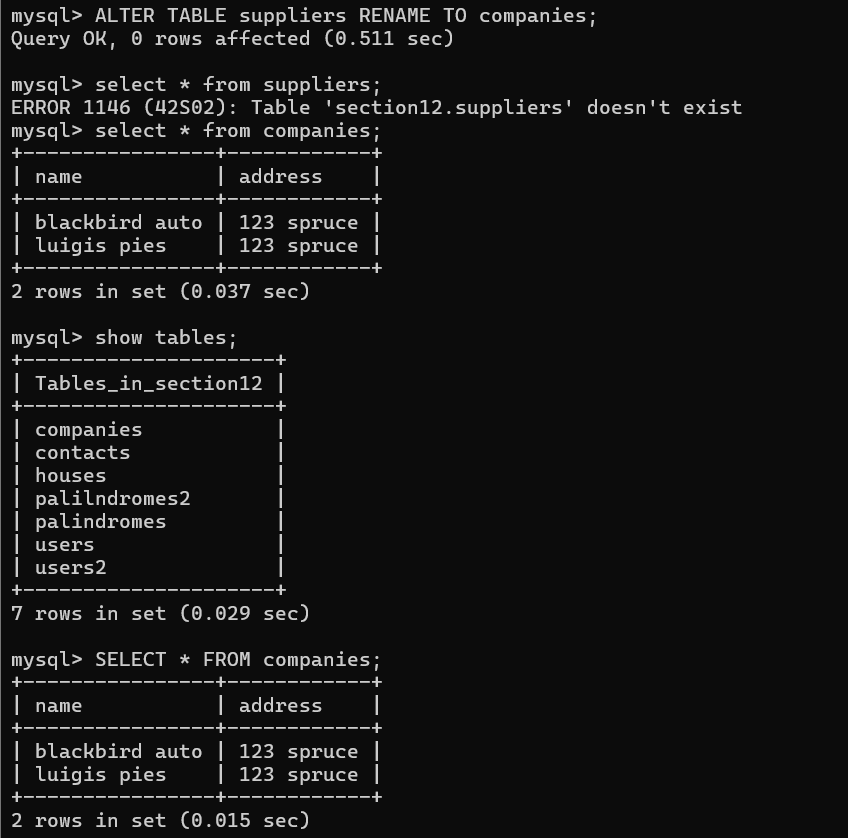 mysql> ALTER TABLE suppliers RENAME TO companies;
Query OK, 0 rows affected (0.511 sec)

mysql> select * from suppliers;
ERROR 1146 (42S02): Table 'section12.suppliers' doesn't exist
mysql> select * from companies;
+----------------+------------+
| name           | address    |
+----------------+------------+
| blackbird auto | 123 spruce |
| luigis pies    | 123 spruce |
+----------------+------------+
2 rows in set (0.037 sec)

mysql> show tables;
+---------------------+
| Tables_in_section12 |
+---------------------+
| companies           |
| contacts            |
| houses              |
| palilndromes2       |
| palindromes         |
| users               |
| users2              |
+---------------------+
7 rows in set (0.029 sec)

mysql> SELECT * FROM companies;
+----------------+------------+
| name           | address    |
+----------------+------------+
| blackbird auto | 123 spruce |
| luigis pies    | 123 spruce |
+----------------+------------+
2 rows in set (0.015 sec)